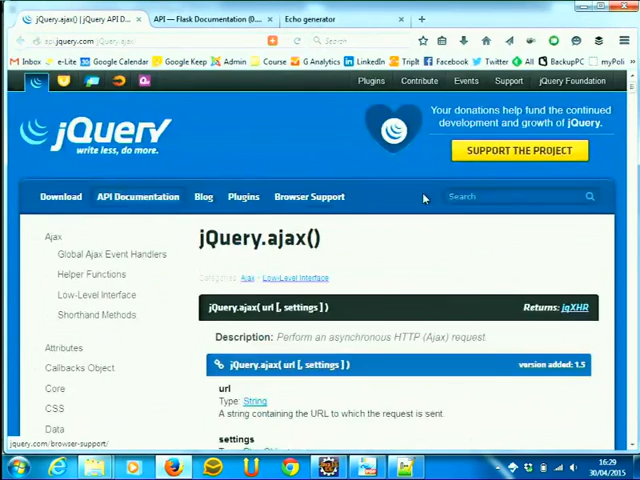 jQuery.ajax() | jQuery API D...
API — Flask Documentation (0...
Echo generator
api.jquery.com/jQuery.ajax/
Search
Inbox
e-Lite
Google Calendar
Google Keep
Admin
Course
G Analytics
LinkedIn
TripIt
Facebook
Twitter
All
BackupPC
myPoli
Plugins
Contribute
Events
Support
jQuery Foundation
jQuery
write less, do more.
Your donations help fund the continued
development and growth of jQuery.
SUPPORT THE PROJECT
Download
API Documentation
Blog
Plugins
Browser Support
Search
Ajax
Global Ajax Event Handlers
Helper Functions
Low-Level Interface
Shorthand Methods
Attributes
Callbacks Object
Core
CSS
Data
jQuery.ajax()
Categories: Ajax > Low-Level Interface
jQuery.ajax( url [, settings ] )
Returns: jqXHR
Description: Perform an asynchronous HTTP (Ajax) request.
jQuery.ajax( url [, settings ] )
version added: 1.5
url
Type: String
A string containing the URL to which the request is sent.
settings
jquery.com/browser-support/
16:29
30/04/2015